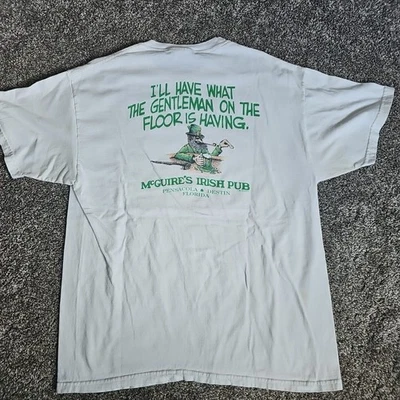 I'LL HAVE WHAT
THE GENTLEMAN ON THE
FLOOR IS HAVING.
McGUIRE'S IRISH PUB
PENSACOLA • DESTIN
FLORIDA